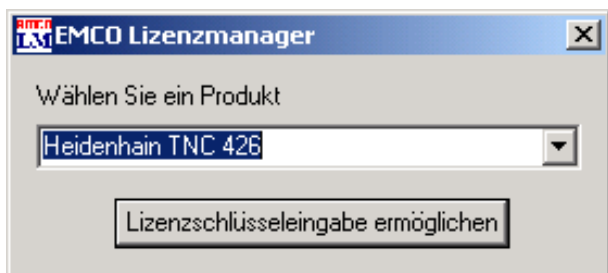 EMCO Lizenzmanager
Wählen Sie ein Produkt
Heidenhain TNC 426
Lizenzschlüsseleingabe ermöglichen